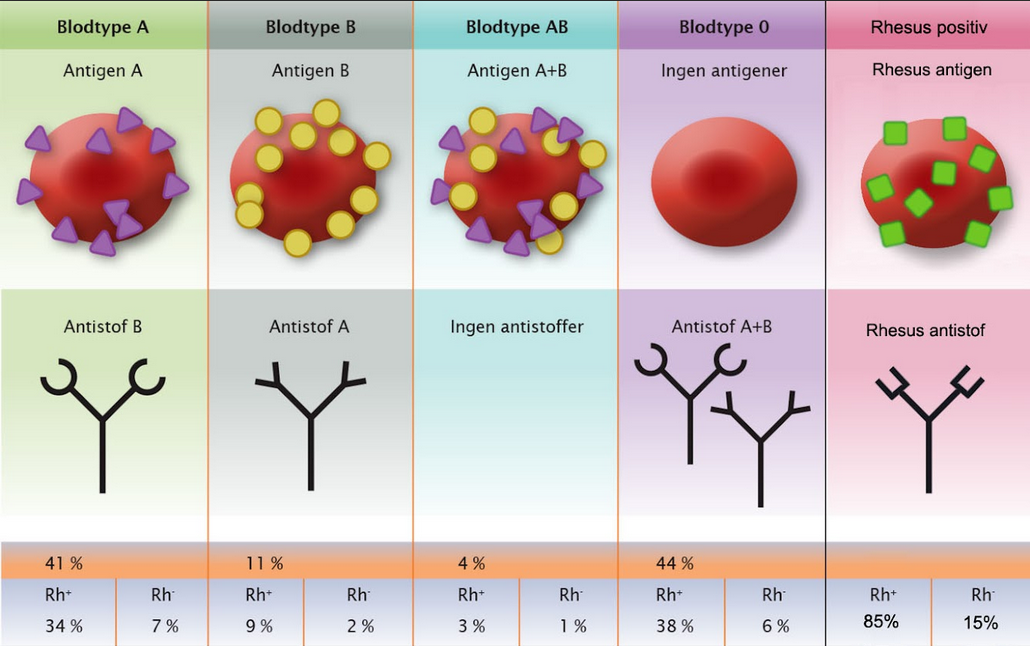 Blodtype A
Blodtype B
Blodtype AB
Blodtype 0
Rhesus positiv
Antigen A
Antigen B
Antigen A+B
Ingen antigener
Rhesus antigen
Antistof B
Antistof A
Ingen antistoffer
Antistof A+B
Rhesus antistof
41 %
11 %
4 %
44 %
Rh⁺
Rh⁻
Rh⁺
Rh⁻
Rh⁺
Rh⁻
Rh⁺
Rh⁻
Rh⁺
Rh⁻
34 %
7 %
9 %
2 %
3 %
1 %
38 %
6 %
85%
15%